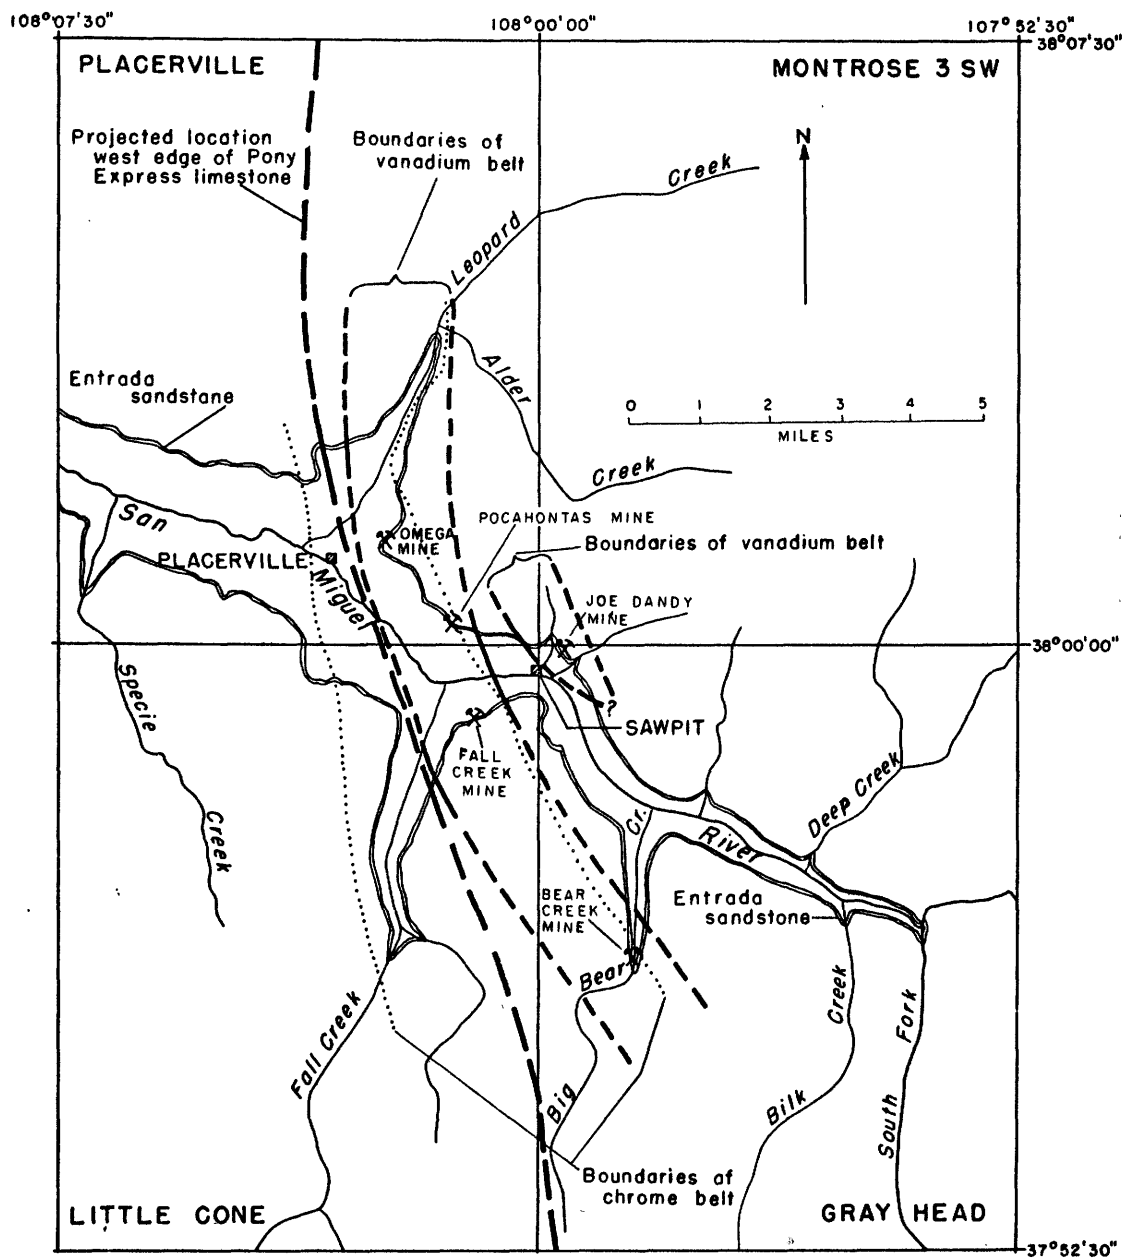 108°07'30"
108°00'00"
107°52'30"
38°07'30"
PLACERVILLE
MONTROSE 3 SW
Projected location
west edge of Pony
Express limestone
Boundaries of
vanadium belt
N
Creek
Leopard
Alder
Creek
0 1 2 3 4 5
MILES
Entrada
sandstane
San
Miguel
River
PLACERVILLE
OMEGA
MINE
POCAHONTAS MINE
Boundaries of vanadium belt
JOE DANDY
MINE
38°00'00"
?
SAWPIT
Specie
Creek
FALL
CREEK
MINE
Cr.
Deep Creek
BEAR
CREEK
MINE
Entrada
sandstone
Bear
Big
Fall Creek
Creek
Bilk
Fork
South
Boundaries af
chrome belt
LITTLE CONE
GRAY HEAD
37°52'30"